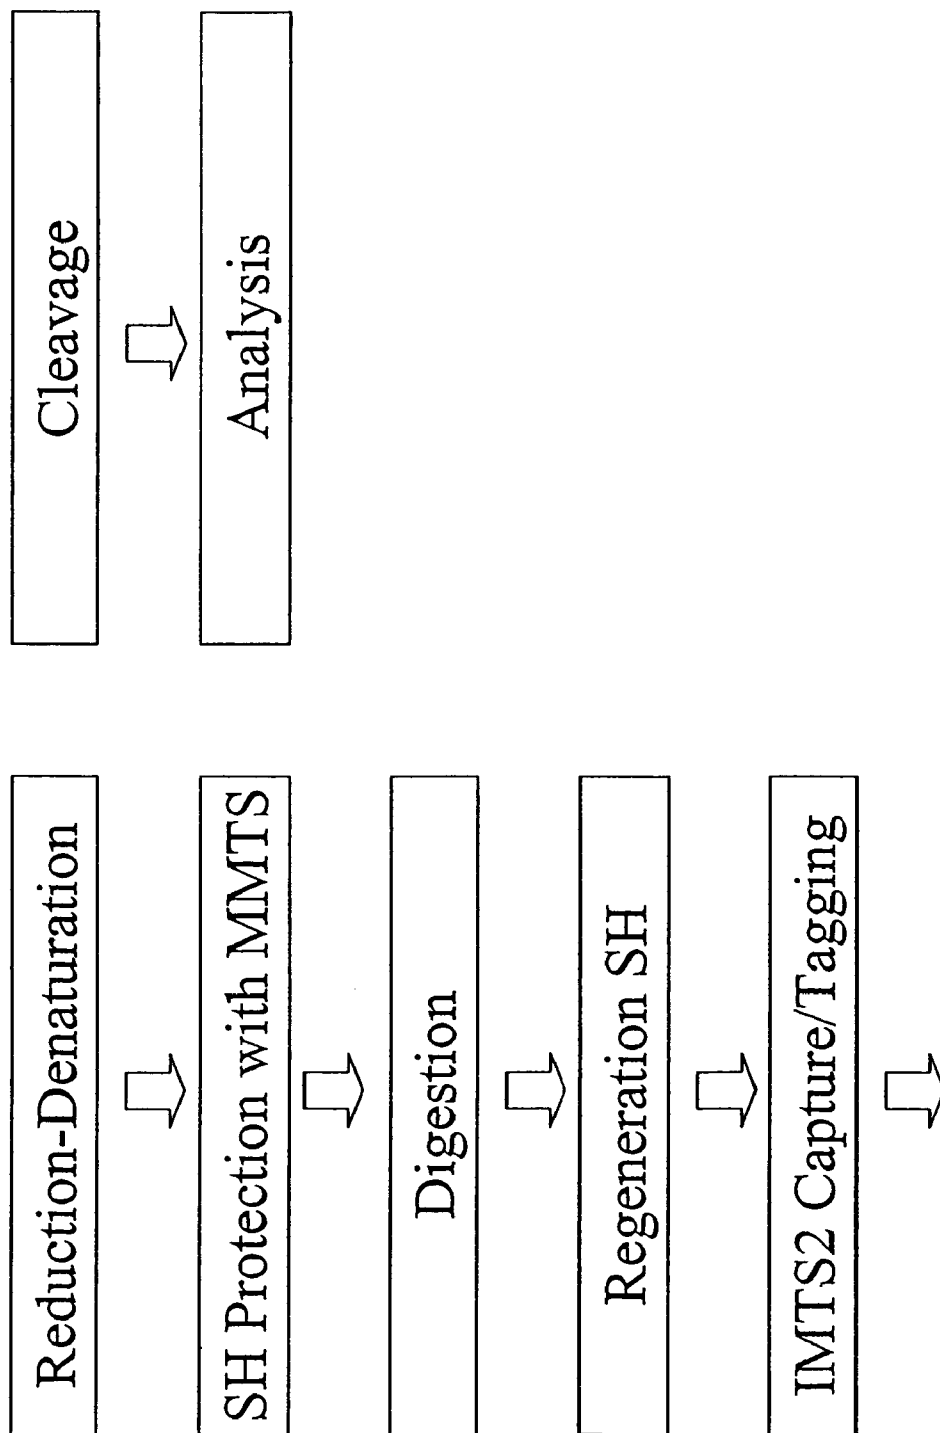 Reduction-Denaturation
SH Protection with MMTS
Digestion
Regeneration SH
IMTS2 Capture/Tagging
Cleavage
Analysis